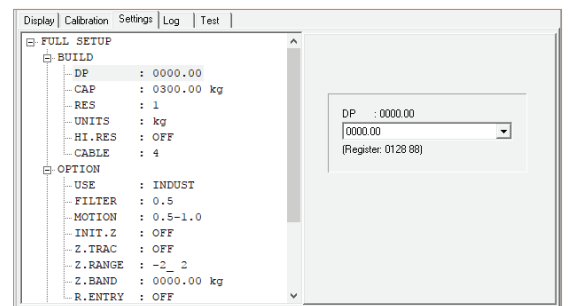 Display Calibration Settings Log Test
FULL SETUP
BUILD
DP : 0000.00
CAP : 0300.00 kg
RES : 1
UNITS : kg
HI.RES : OFF
CABLE : 4
OPTION
USE : INDUST
FILTER : 0.5
MOTION : 0.5-1.0
INIT.Z : OFF
Z.TRAC : OFF
Z.RANGE : -2_ 2
Z.BAND : 0000.00 kg
R.ENTRY : OFF
DP : 0000.00
0000.00
(Register: 0128 88)